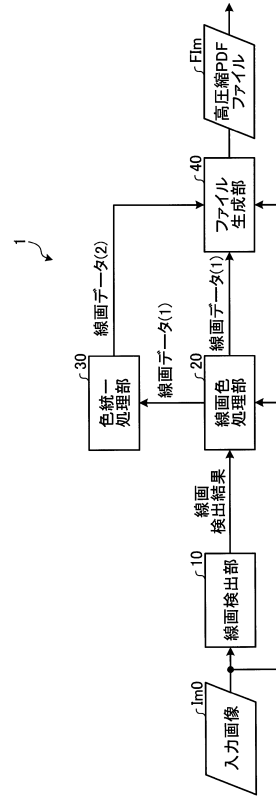 1
Im0
入力画像
10
線画検出部
線画
検出結果
20
線画色
処理部
線画データ(1)
30
色統一
処理部
線画データ(2)
線画データ(1)
40
ファイル
生成部
FIm
高圧縮PDF
ファイル